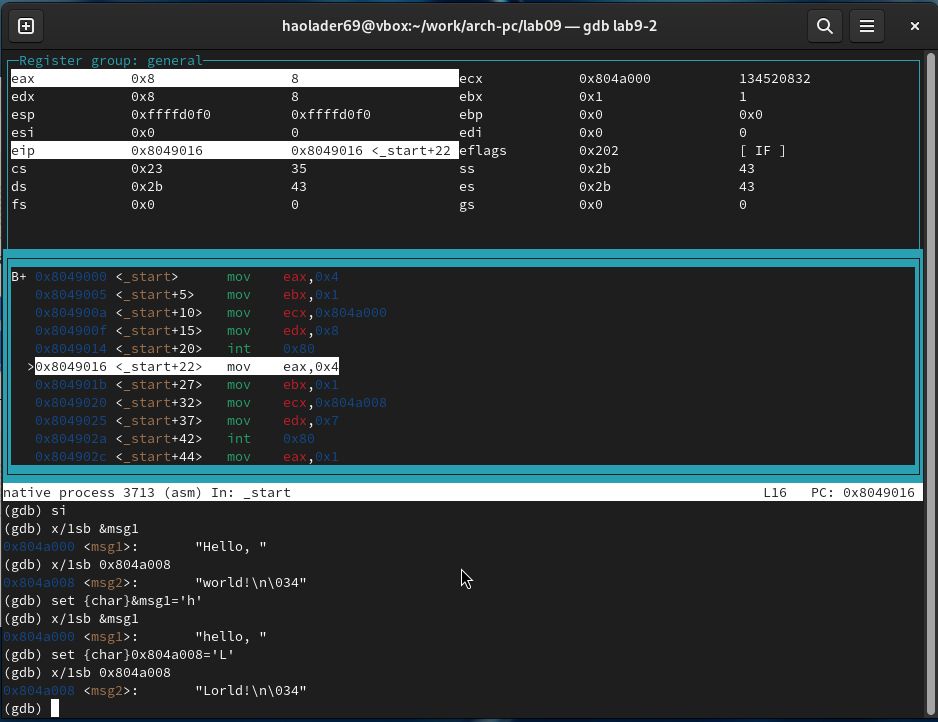 haolader69@vbox:~/work/arch-pc/lab09 — gdb lab9-2
Register group: general
eax 0x8 8 ecx 0x804a000 134520832
edx 0x8 8 ebx 0x1 1
esp 0xffffd0f0 0xffffd0f0 ebp 0x0 0x0
esi 0x0 0 edi 0x0 0
eip 0x8049016 0x8049016 <_start+22 eflags 0x202 [ IF ]
cs 0x23 35 ss 0x2b 43
ds 0x2b 43 es 0x2b 43
fs 0x0 0 gs 0x0 0
B+ 0x8049000 <_start> mov eax,0x4
0x8049005 <_start+5> mov ebx,0x1
0x804900a <_start+10> mov ecx,0x804a000
0x804900f <_start+15> mov edx,0x8
0x8049014 <_start+20> int 0x80
>0x8049016 <_start+22> mov eax,0x4
0x804901b <_start+27> mov ebx,0x1
0x8049020 <_start+32> mov ecx,0x804a008
0x8049025 <_start+37> mov edx,0x7
0x804902a <_start+42> int 0x80
0x804902c <_start+44> mov eax,0x1
native process 3713 (asm) In: _start L16 PC: 0x8049016
(gdb) si
(gdb) x/1sb &msg1
0x804a000 <msg1>: "Hello, "
(gdb) x/1sb 0x804a008
0x804a008 <msg2>: "world!\n\034"
(gdb) set {char}&msg1='h'
(gdb) x/1sb &msg1
0x804a000 <msg1>: "hello, "
(gdb) set {char}0x804a008='L'
(gdb) x/1sb 0x804a008
0x804a008 <msg2>: "Lorld!\n\034"
(gdb)